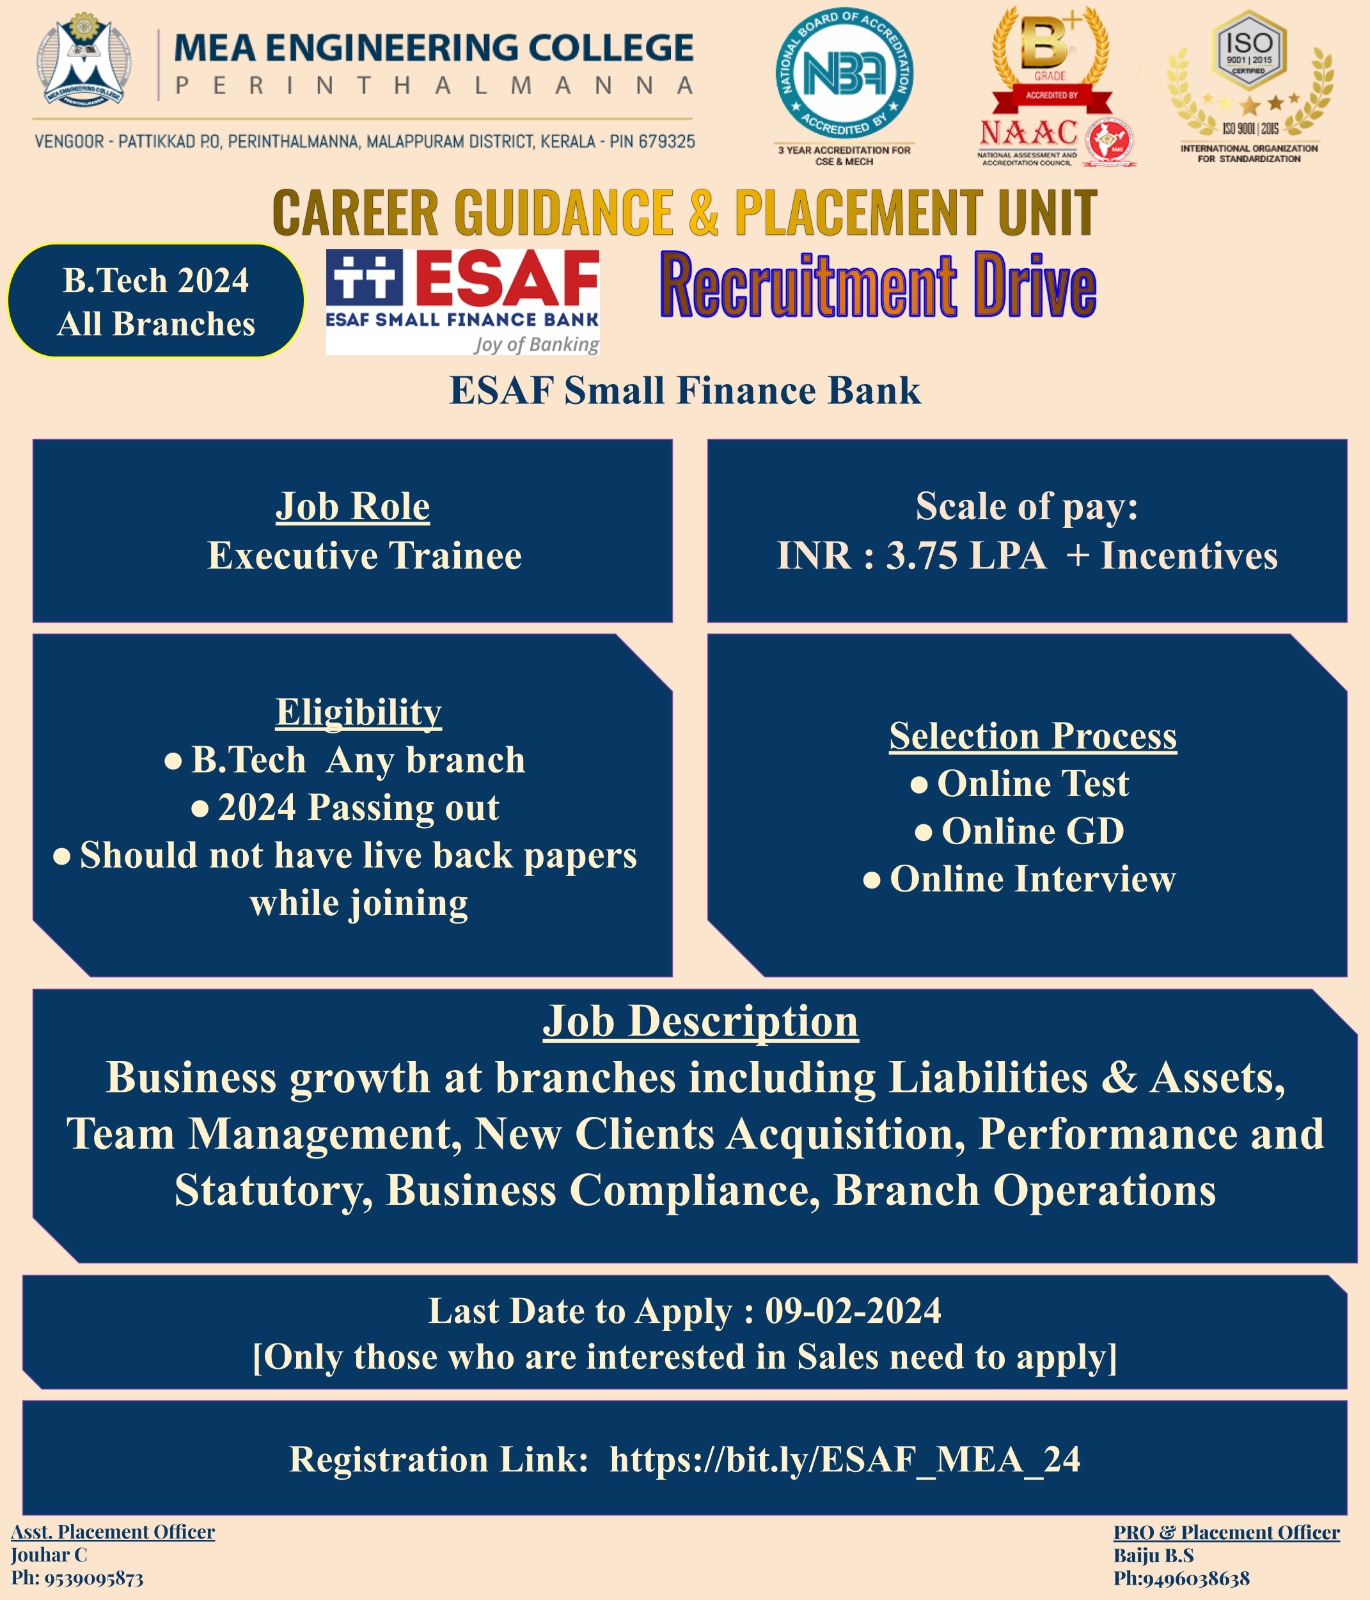 MEA ENGINEERING COLLEGE
PERINTHALMANNA
VENGOOR - PATTIKKAD P.O, PERINTHALMANNA, MALAPPURAM DISTRICT, KERALA - PIN 679325
MEA ENGINEERING COLLEGE
PERINTHALMANNA
NATIONAL BOARD OF ACCREDITATION
NBA
★ ACCREDITED BY ★
3 YEAR ACCREDITATION FOR
CSE & MECH
B+
GRADE
ACCREDITED BY
NAAC
NATIONAL ASSESSMENT AND
ACCREDITATION COUNCIL
ISO
9001 | 2015
CERTIFIED
ISO 9001 | 2015
INTERNATIONAL ORGANIZATION
FOR STANDARDIZATION
CAREER GUIDANCE & PLACEMENT UNIT
B.Tech 2024
All Branches
ESAF
ESAF SMALL FINANCE BANK
Joy of Banking
Recruitment Drive
ESAF Small Finance Bank
Job Role
Executive Trainee
Scale of pay:
INR : 3.75 LPA  + Incentives
Eligibility
● B.Tech  Any branch
● 2024 Passing out
● Should not have live back papers
while joining
Selection Process
● Online Test
● Online GD
● Online Interview
Job Description
Business growth at branches including Liabilities & Assets,
Team Management, New Clients Acquisition, Performance and
Statutory, Business Compliance, Branch Operations
Last Date to Apply : 09-02-2024
[Only those who are interested in Sales need to apply]
Registration Link:  https://bit.ly/ESAF_MEA_24
Asst. Placement Officer
Jouhar C
Ph: 9539095873
PRO & Placement Officer
Baiju B.S
Ph:9496038638